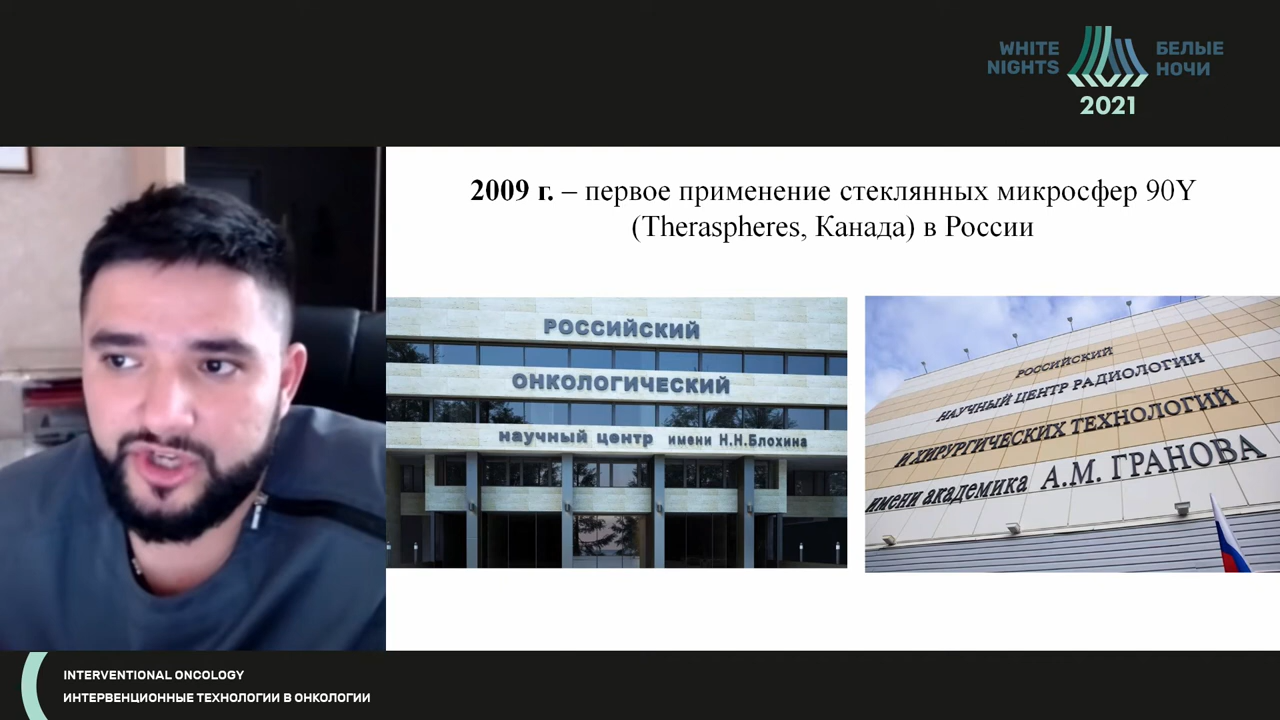 WHITE
NIGHTS
БЕЛЫЕ
НОЧИ
2021
2009 г. – первое применение стеклянных микросфер 90Y
(Theraspheres, Канада) в России
РОССИЙСКИЙ
ОНКОЛОГИЧЕСКИЙ
научный центр имени Н.Н.Блохина
РОССИЙСКИЙ
НАУЧНЫЙ ЦЕНТР РАДИОЛОГИИ
И ХИРУРГИЧЕСКИХ ТЕХНОЛОГИЙ
имени академика А.М. ГРАНОВА
INTERVENTIONAL ONCOLOGY
ИНТЕРВЕНЦИОННЫЕ ТЕХНОЛОГИИ В ОНКОЛОГИИ